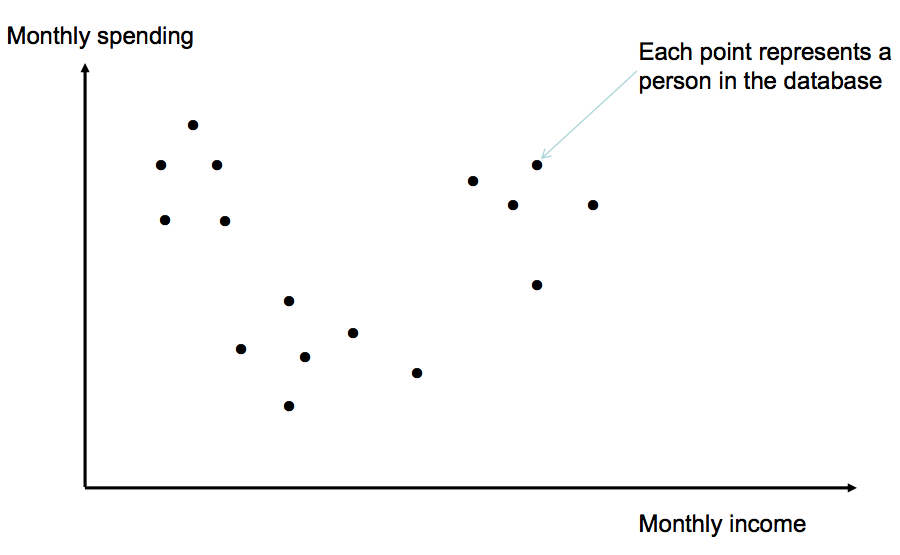 Monthly spending
Each point represents a
person in the database
Monthly income